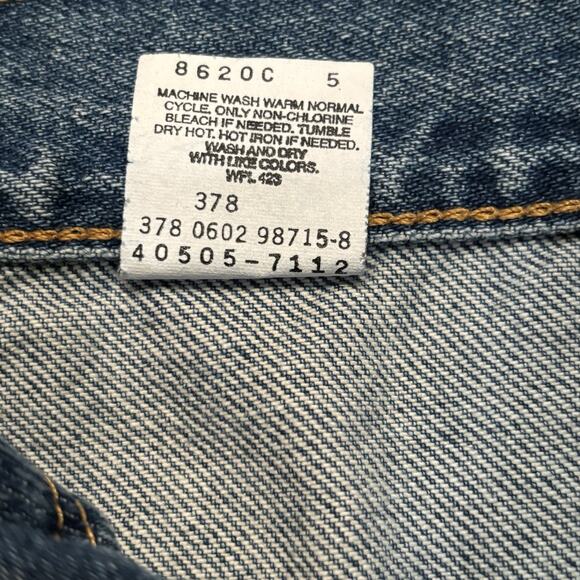 8620C 5
MACHINE WASH WARM NORMAL
CYCLE. ONLY NON-CHLORINE
BLEACH IF NEEDED. TUMBLE
DRY HOT. HOT IRON IF NEEDED.
WASH AND DRY
WITH LIKE COLORS.
WPL 423
378
378 0602 98715-8
40505-7112